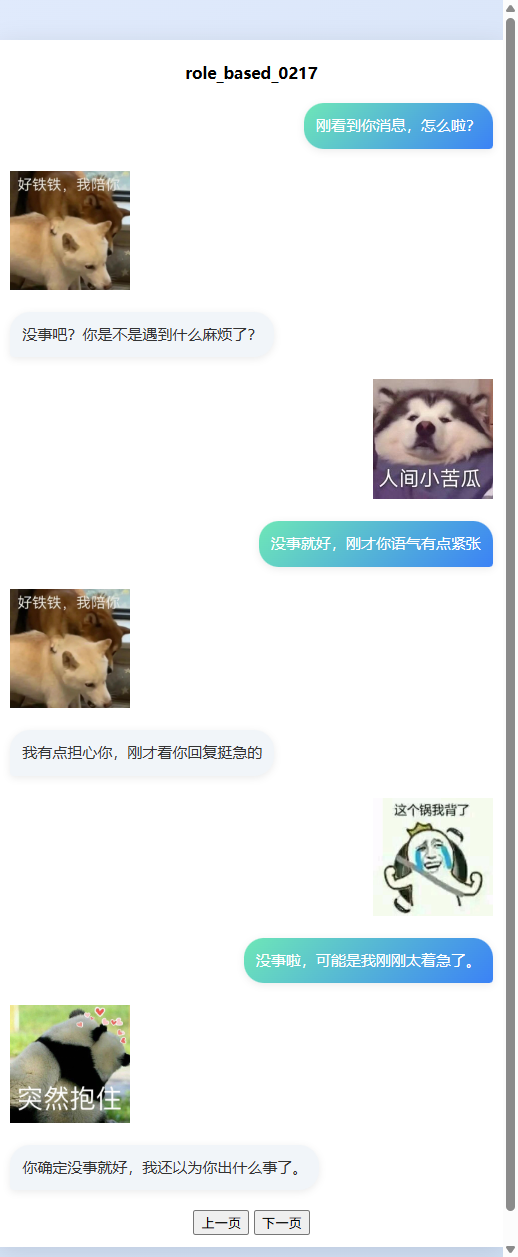 role_based_0217
刚看到你消息，怎么啦？
好铁铁，我陪你
没事吧？你是不是遇到什么麻烦了？
人间小苦瓜
没事就好，刚才你语气有点紧张
好铁铁，我陪你
我有点担心你，刚才看你回复挺急的
这个锅我背了
没事啦，可能是我刚刚太着急了。
突然抱住
你确定没事就好，我还以为你出什么事了。
上一页 下一页